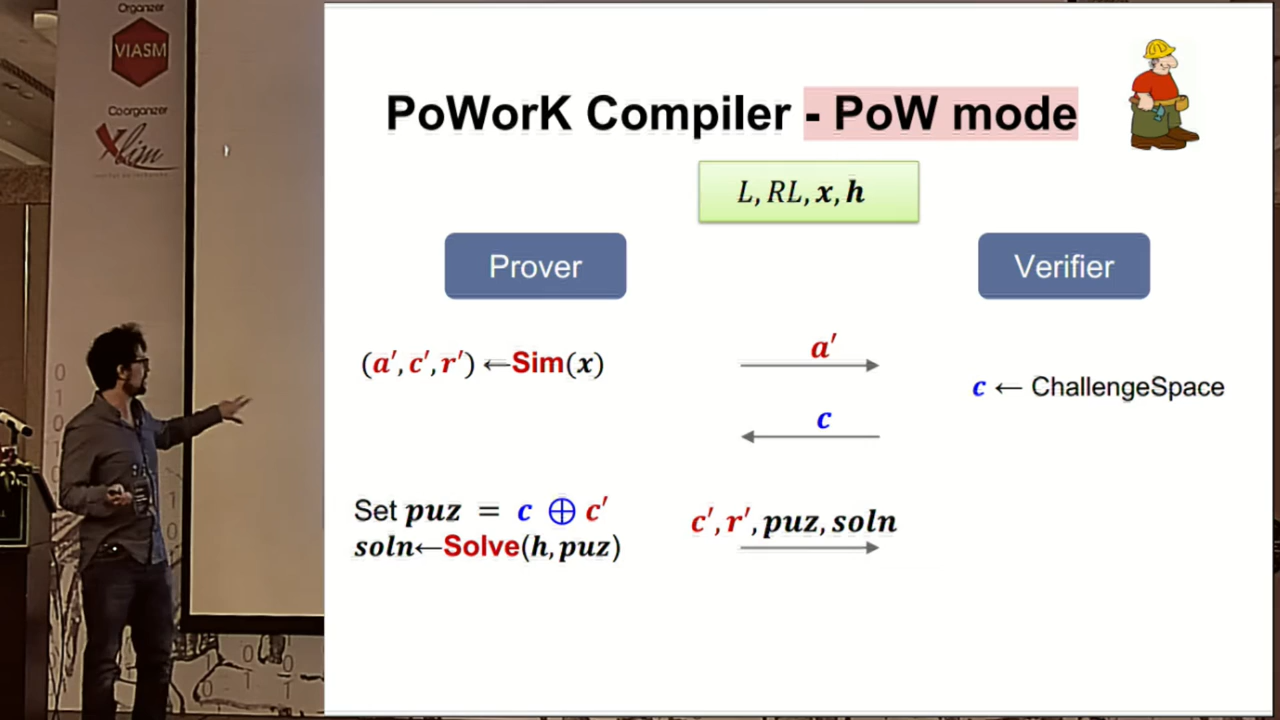 Organizer
VIASM
Coorganizer
Xlim
PoWorK Compiler - PoW mode
L, RL, x, h
Prover
Verifier
(a′, c′, r′) ←Sim(x)
a′
c ← ChallengeSpace
c
Set puz = c ⊕ c′
soln←Solve(h, puz)
c′, r′, puz, soln